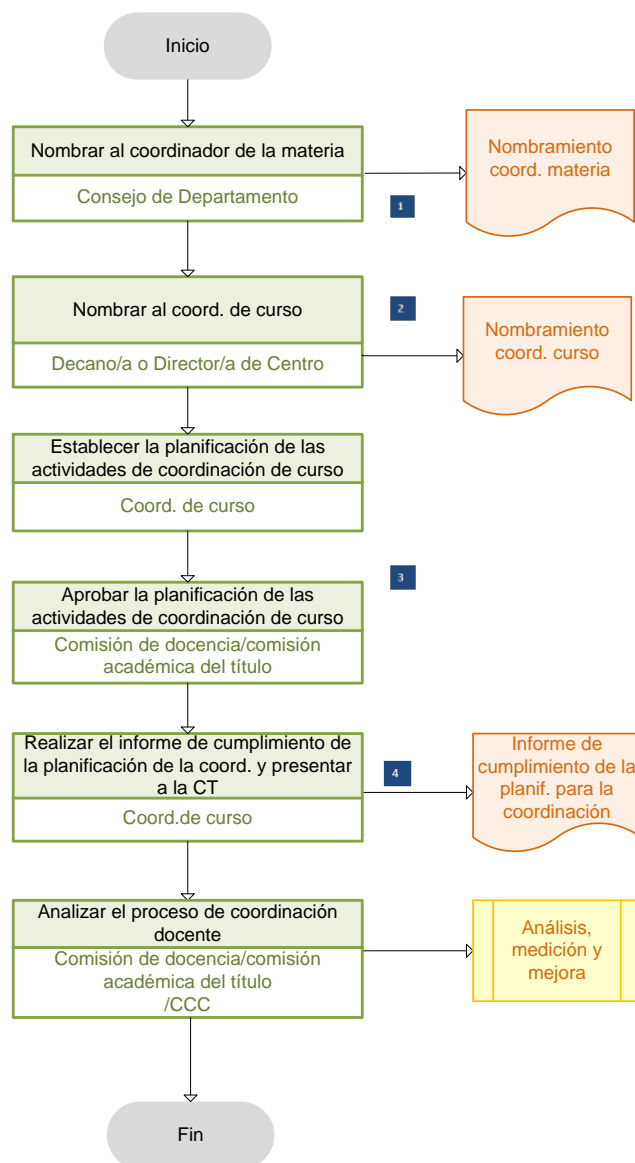 Inicio
Nombrar al coordinador de la materia
Consejo de Departamento
Nombramiento
coord. materia
1
Nombrar al coord. de curso
Decano/a o Director/a de Centro
2
Nombramiento
coord. curso
Establecer la planificación de las
actividades de coordinación de curso
Coord. de curso
3
Aprobar la planificación de las
actividades de coordinación de curso
Comisión de docencia/comisión
académica del título
Realizar el informe de cumplimiento de
la planificación de la coord. y presentar
a la CT
Coord.de curso
4
Informe de
cumplimiento de la
planif. para la
coordinación
Analizar el proceso de coordinación
docente
Comisión de docencia/comisión
académica del título
/CCC
Análisis,
medición y
mejora
Fin